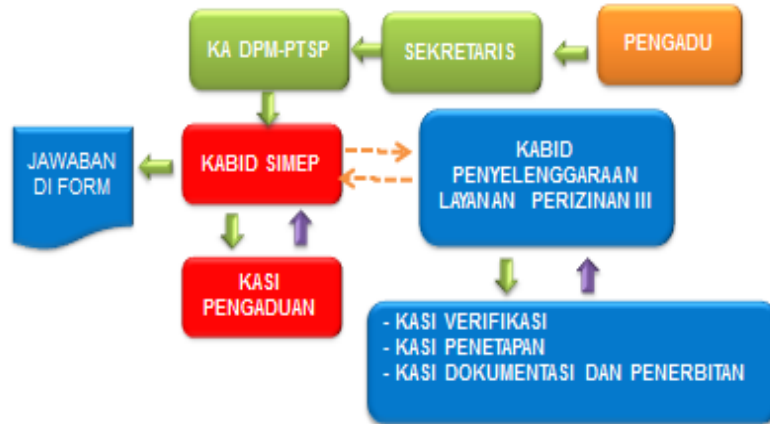 KA DPM-PTSP
SEKRETARIS
PENGADU
JAWABAN
DI FORM
KABID SIMEP
KABID
PENYELENGGARAAN
LAYANAN PERIZINAN III
KASI
PENGADUAN
- KASI VERIFIKASI
- KASI PENETAPAN
- KASI DOKUMENTASI DAN PENERBITAN